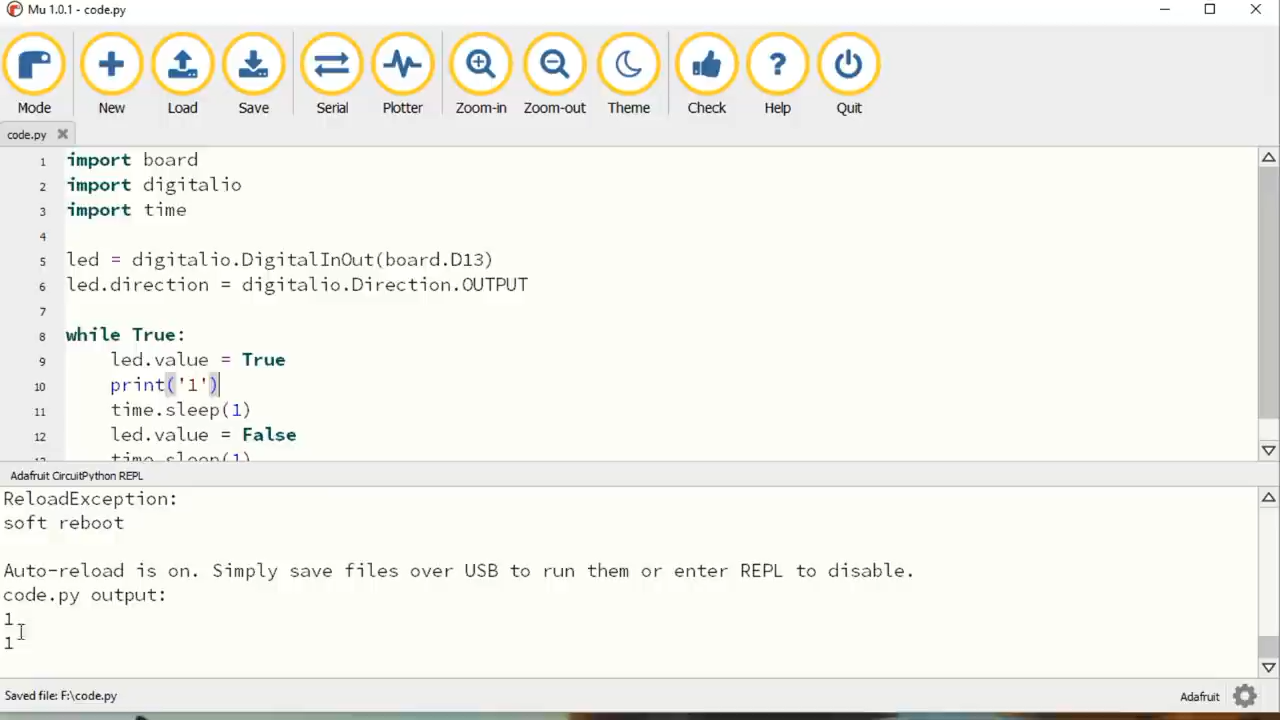 Mu 1.0.1 - code.py
Mode New Load Save Serial Plotter Zoom-in Zoom-out Theme Check Help Quit
code.py
1 import board
2 import digitalio
3 import time
4
5 led = digitalio.DigitalInOut(board.D13)
6 led.direction = digitalio.Direction.OUTPUT
7
8 while True:
9 led.value = True
10 print('1')
11 time.sleep(1)
12 led.value = False
time.sleep(1)
Adafruit CircuitPython REPL
ReloadException:
soft reboot
Auto-reload is on. Simply save files over USB to run them or enter REPL to disable.
code.py output:
1
1
Saved file: F:\code.py
Adafruit